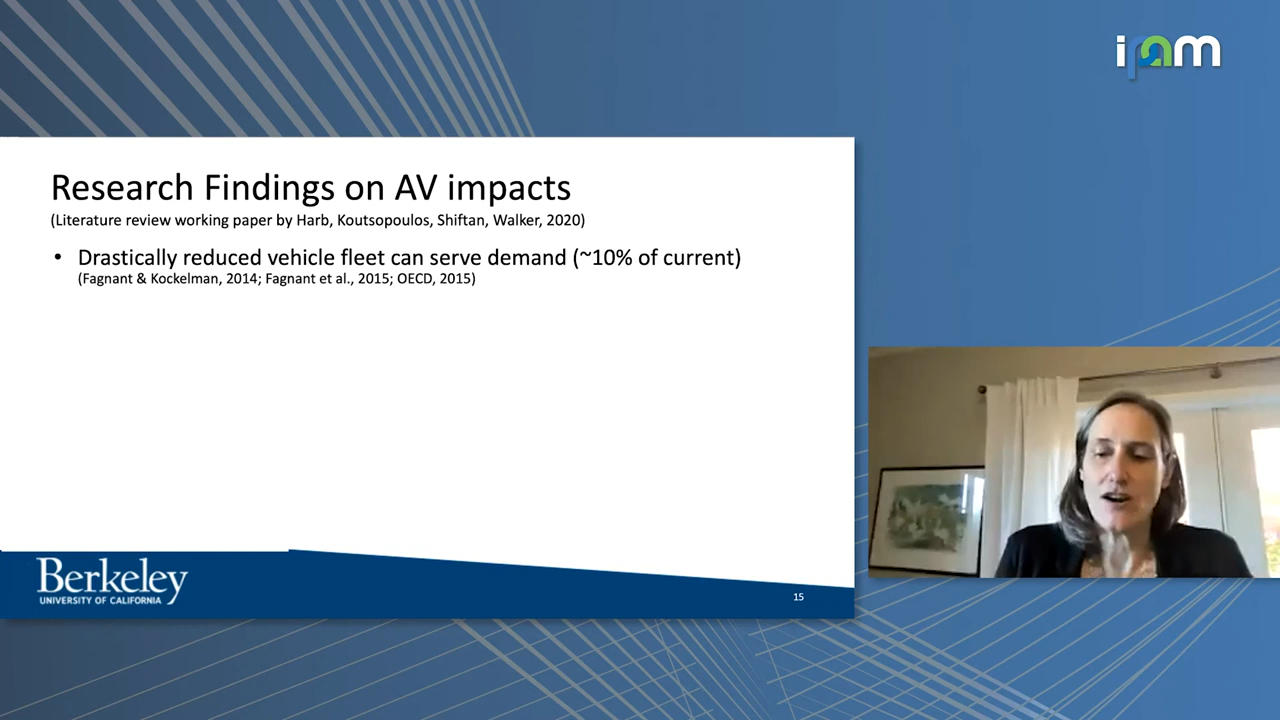 ipam
Research Findings on AV impacts
(Literature review working paper by Harb, Koutsopoulos, Shiftan, Walker, 2020)
• Drastically reduced vehicle fleet can serve demand (~10% of current)
(Fagnant & Kockelman, 2014; Fagnant et al., 2015; OECD, 2015)
Berkeley
UNIVERSITY OF CALIFORNIA
15